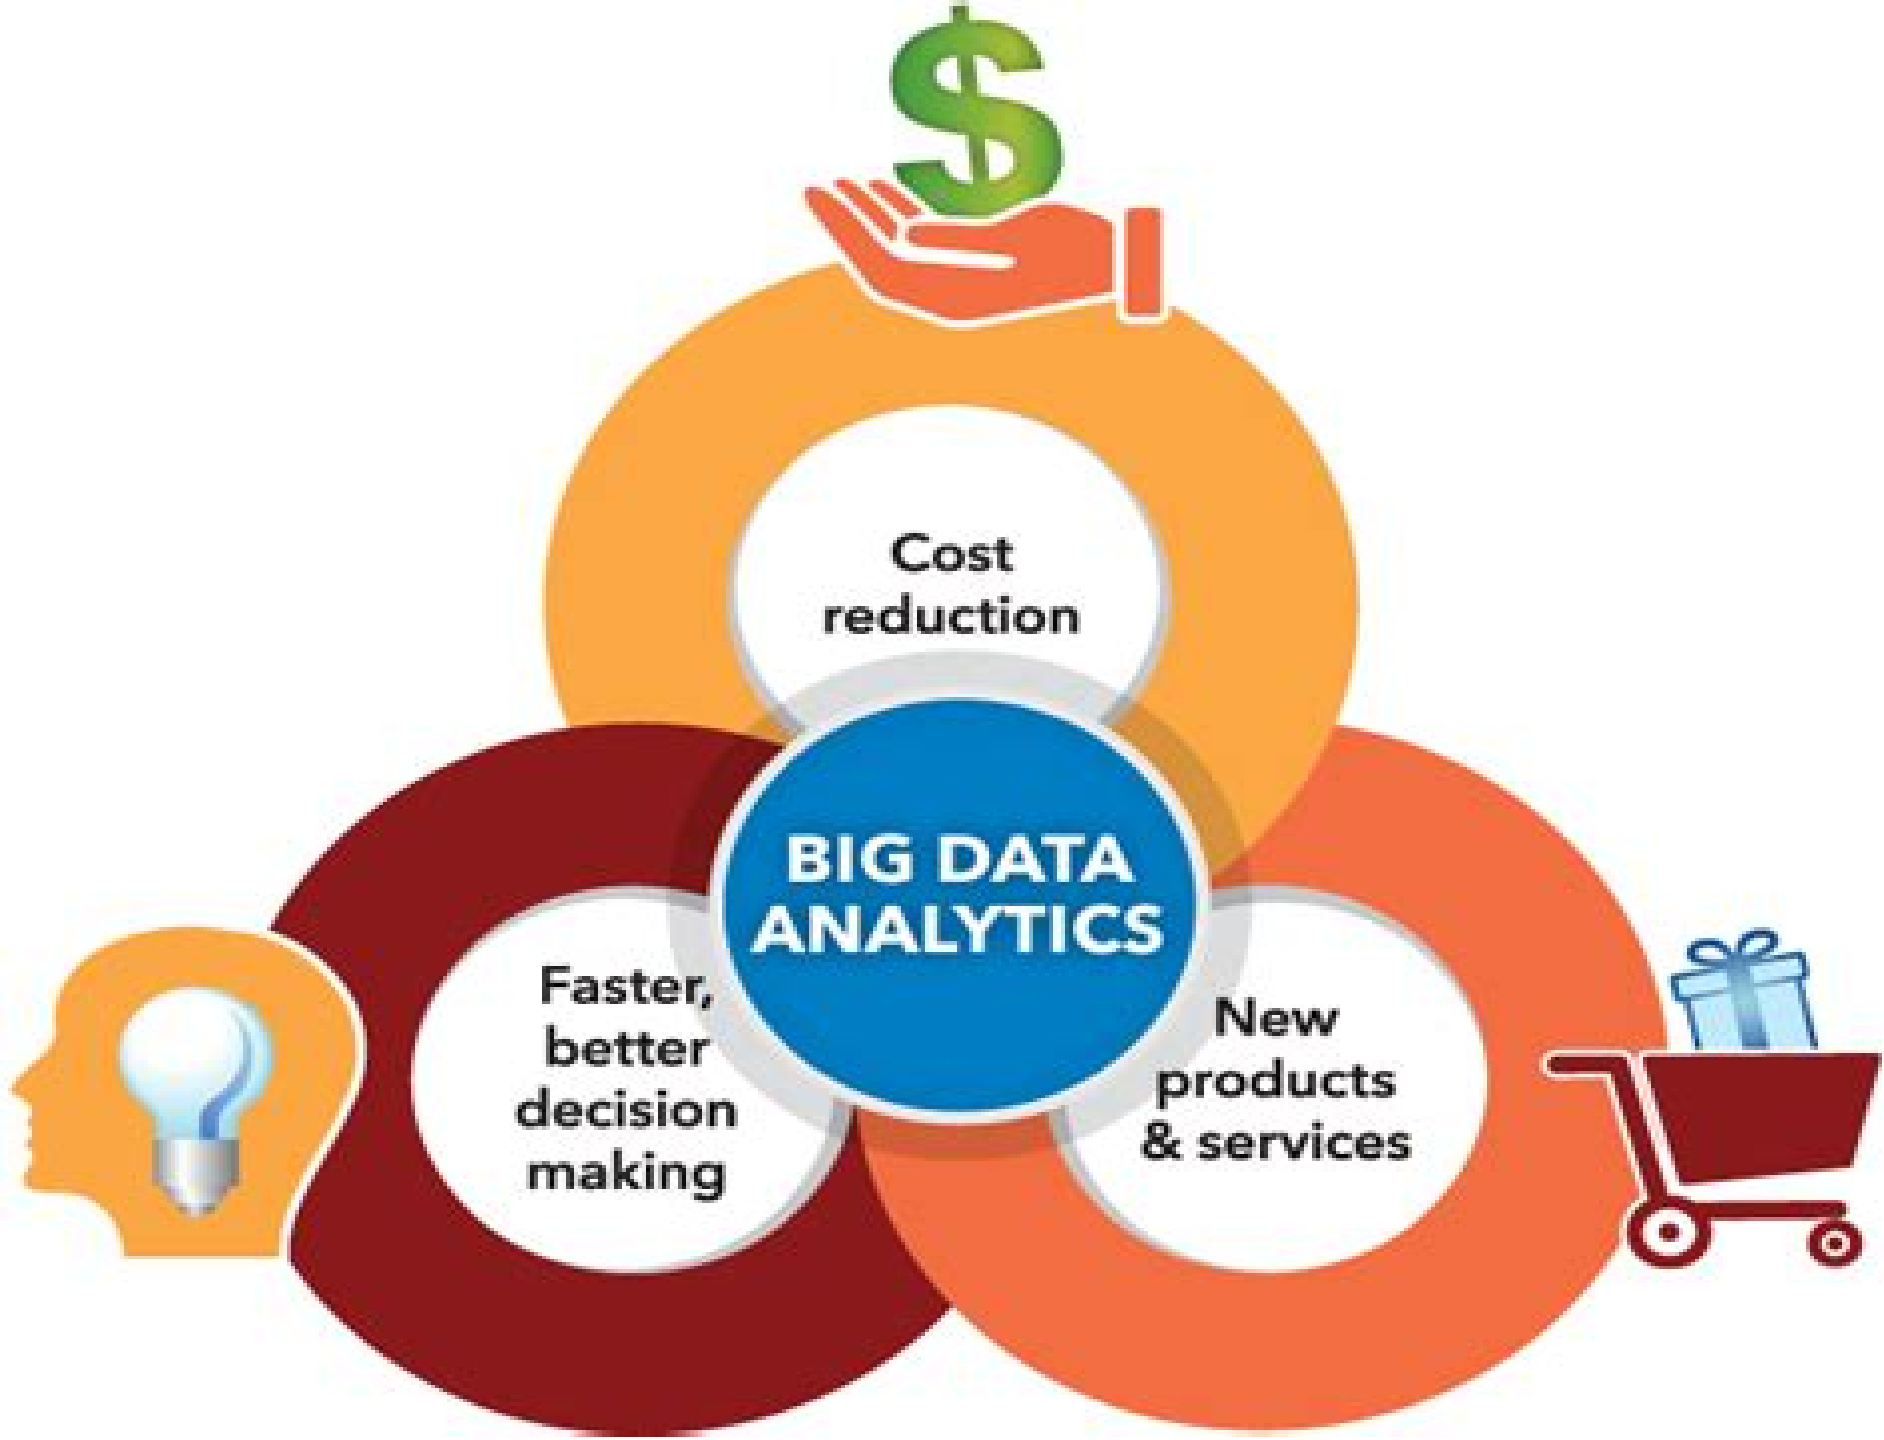 Cost
reduction
BIG DATA
ANALYTICS
Faster,
better
decision
making
New
products
& services